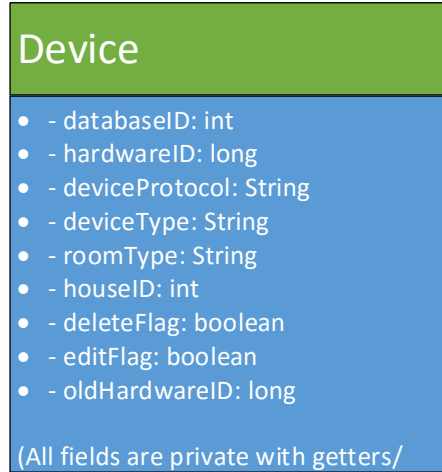 Device
• - databaseID: int
• - hardwareID: long
• - deviceProtocol: String
• - deviceType: String
• - roomType: String
• - houseID: int
• - deleteFlag: boolean
• - editFlag: boolean
• - oldHardwareID: long
(All fields are private with getters/